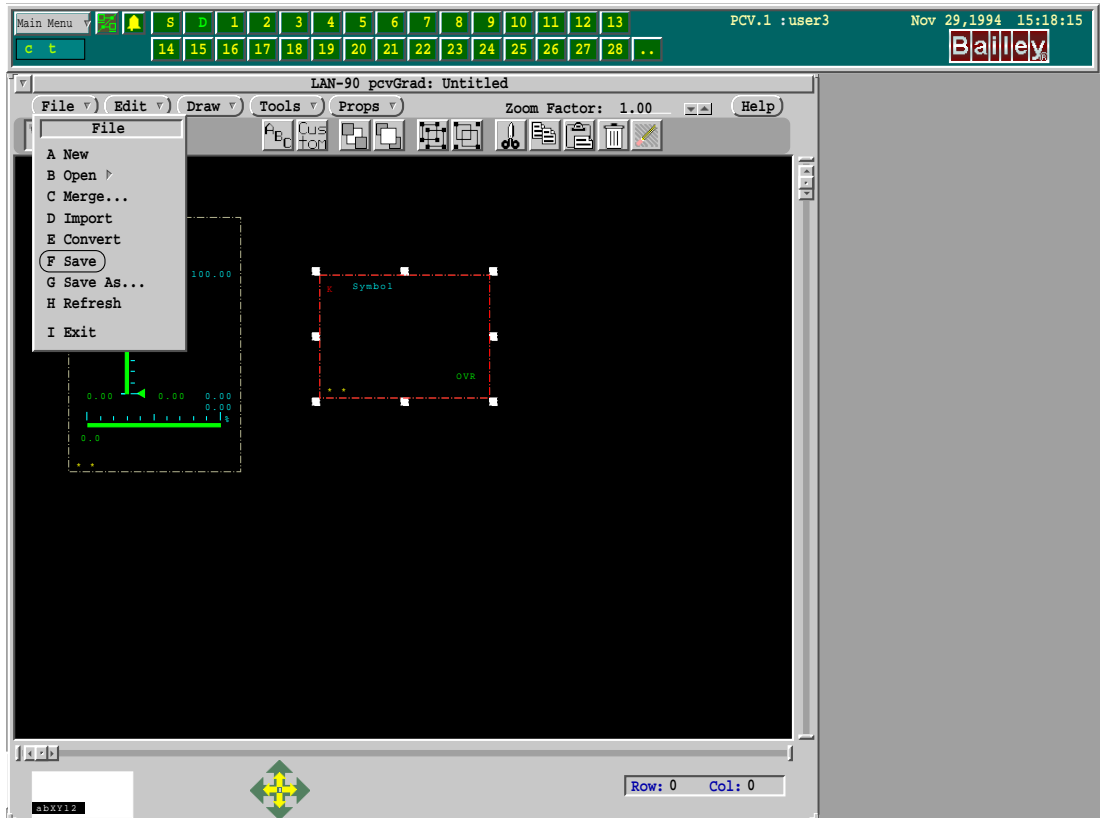 Main Menu S D 1 2 3 4 5 6 7 8 9 10 11 12 13 PCV.1 :user3 Nov 29,1994 15:18:15
c t 14 15 16 17 18 19 20 21 22 23 24 25 26 27 28 .. Bailey®
LAN-90 pcvGrad: Untitled
File Edit Draw Tools Props Zoom Factor: 1.00 Help
File
ABC Custom
A New
B Open
C Merge...
D Import
E Convert
F Save
G Save As...
H Refresh
I Exit
100.00
E Symbol
OVR
* *
0.00 0.00 0.00
0.00
%
0.0
* *
Row: 0 Col: 0
abXY12